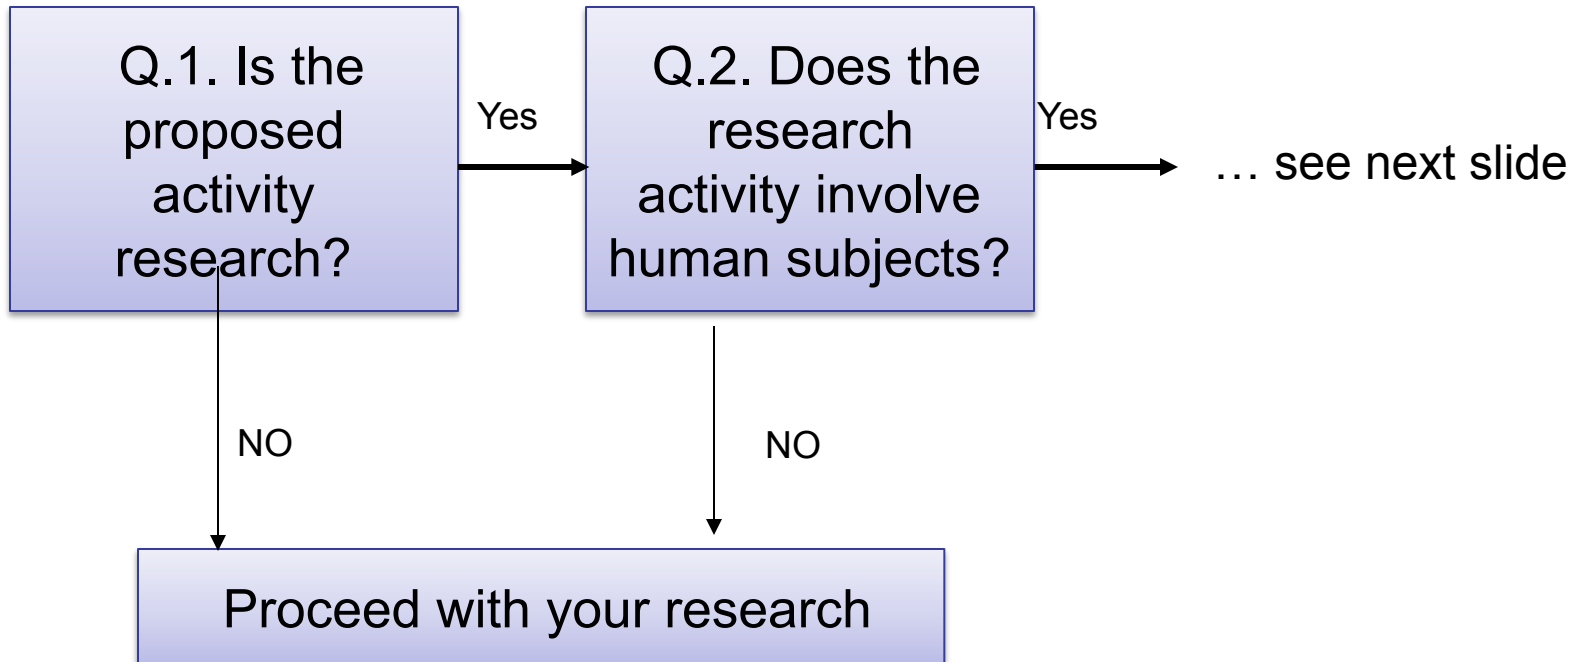 Q.1. Is the
proposed
activity
research?
Yes
Q.2. Does the
research
activity involve
human subjects?
Yes
… see next slide
NO
NO
Proceed with your research